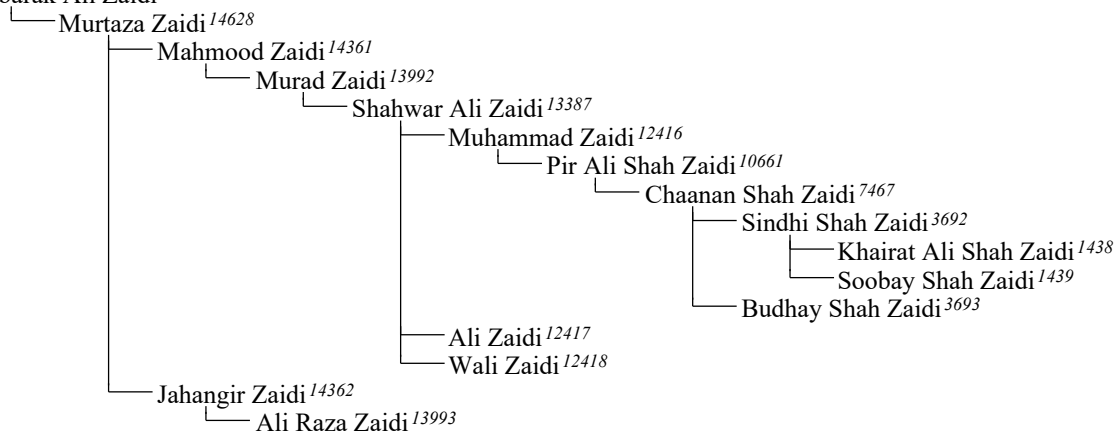 Ali Zaidi
Murtaza Zaidi 14628
Mahmood Zaidi 14361
Murad Zaidi 13992
Shahwar Ali Zaidi 13387
Muhammad Zaidi 12416
Pir Ali Shah Zaidi 10661
Chaanan Shah Zaidi 7467
Sindhi Shah Zaidi 3692
Khairat Ali Shah Zaidi 1438
Soobay Shah Zaidi 1439
Budhay Shah Zaidi 3693
Ali Zaidi 12417
Wali Zaidi 12418
Jahangir Zaidi 14362
Ali Raza Zaidi 13993